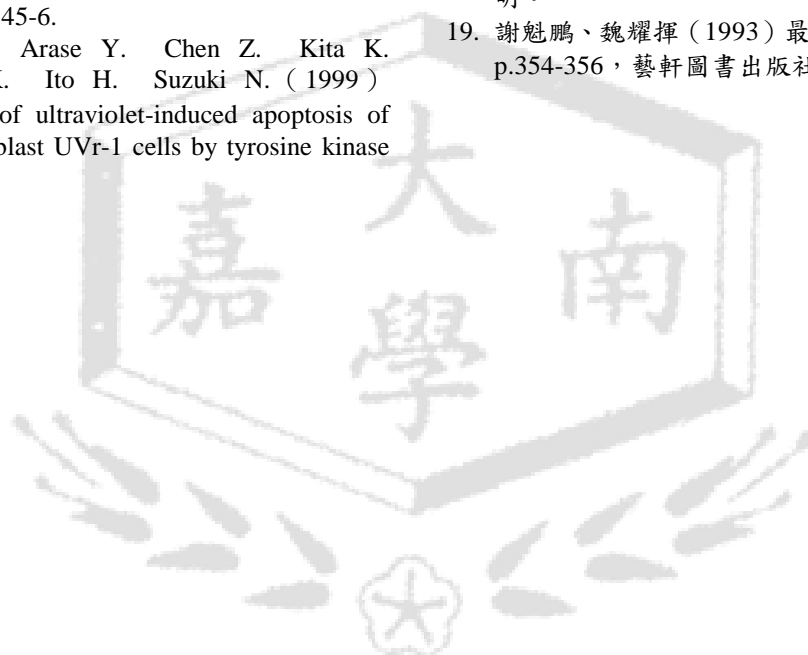 45-6.
Arase Y. Chen Z. Kita K.
K. Ito H. Suzuki N.（1999）
of ultraviolet-induced apoptosis of
blast UVr-1 cells by tyrosine kinase
明。
19. 謝魁鵬、魏耀揮（1993）最
p.354-356，藝軒圖書出版社
大
嘉 南
學